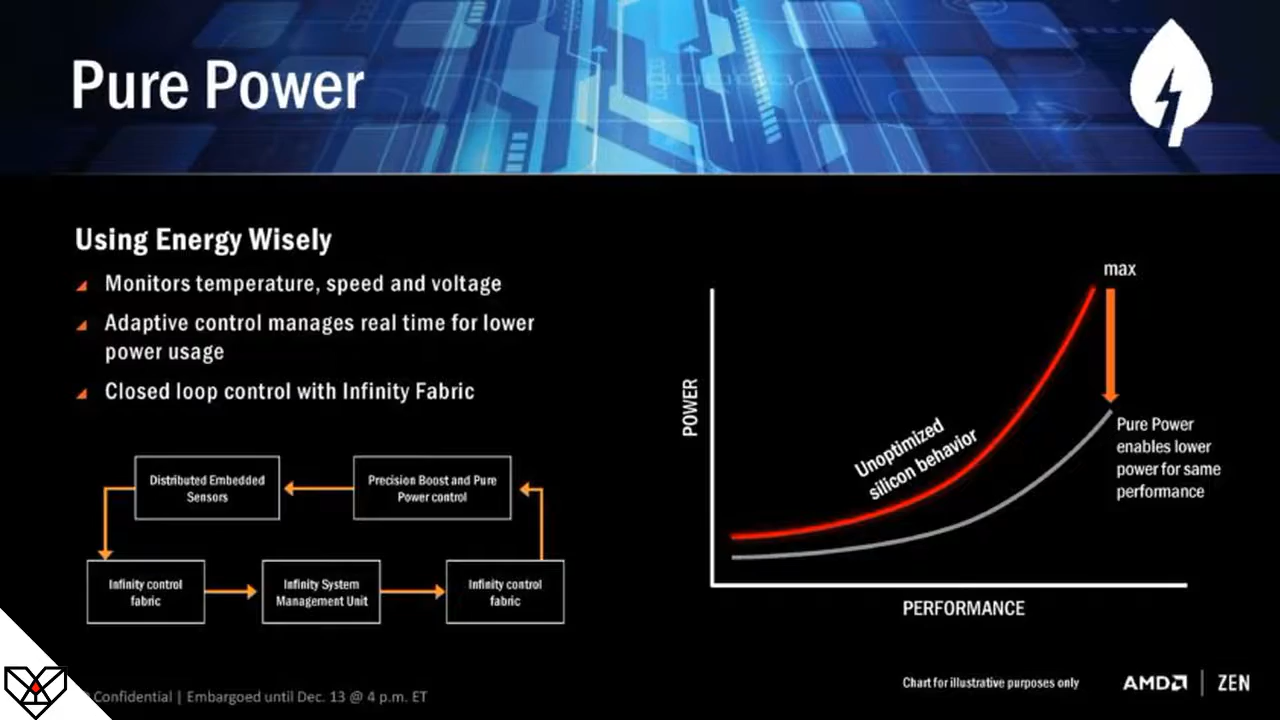 Pure Power
Using Energy Wisely
Monitors temperature, speed and voltage
Adaptive control manages real time for lower
power usage
Closed loop control with Infinity Fabric
Distributed Embedded
Sensors
Precision Boost and Pure
Power control
Infinity control
fabric
Infinity System
Management Unit
Infinity control
fabric
max
POWER
Unoptimized
silicon behavior
Pure Power
enables lower
power for same
performance
PERFORMANCE
Confidential | Embargoed until Dec. 13 @ 4 p.m. ET
Chart for illustrative purposes only
AMD | ZEN